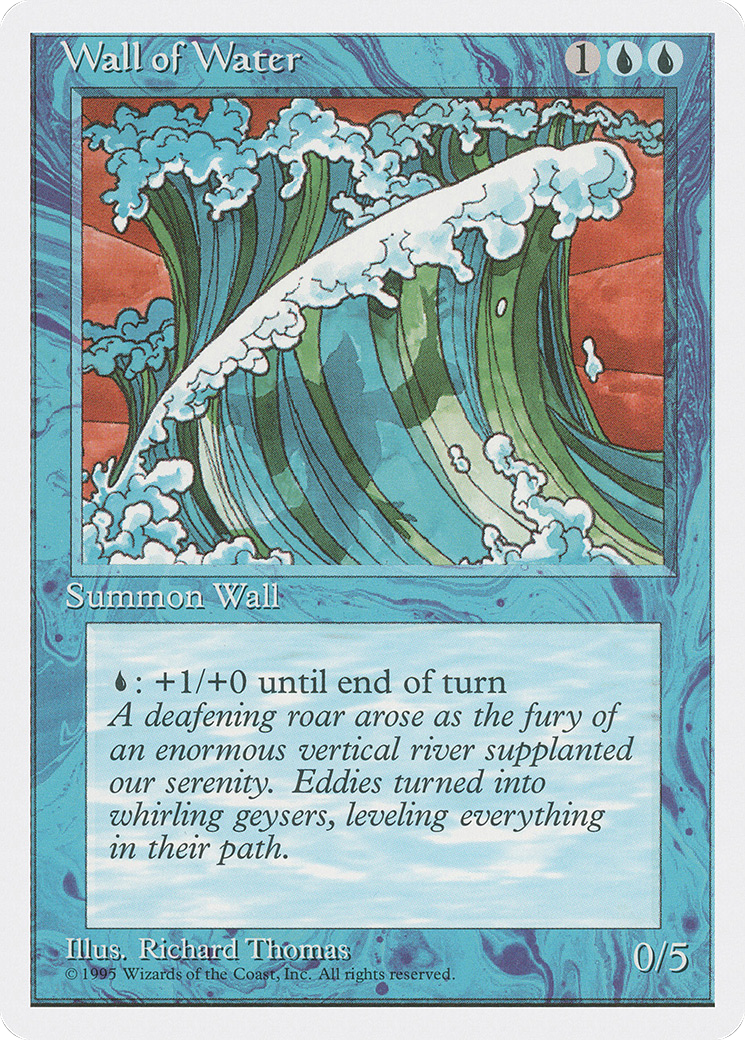 Wall of Water 1
Summon Wall
: +1/+0 until end of turn
A deafening roar arose as the fury of
an enormous vertical river supplanted
our serenity. Eddies turned into
whirling geysers, leveling everything
in their path.
Illus. Richard Thomas
0/5
© 1995 Wizards of the Coast, Inc. All rights reserved.